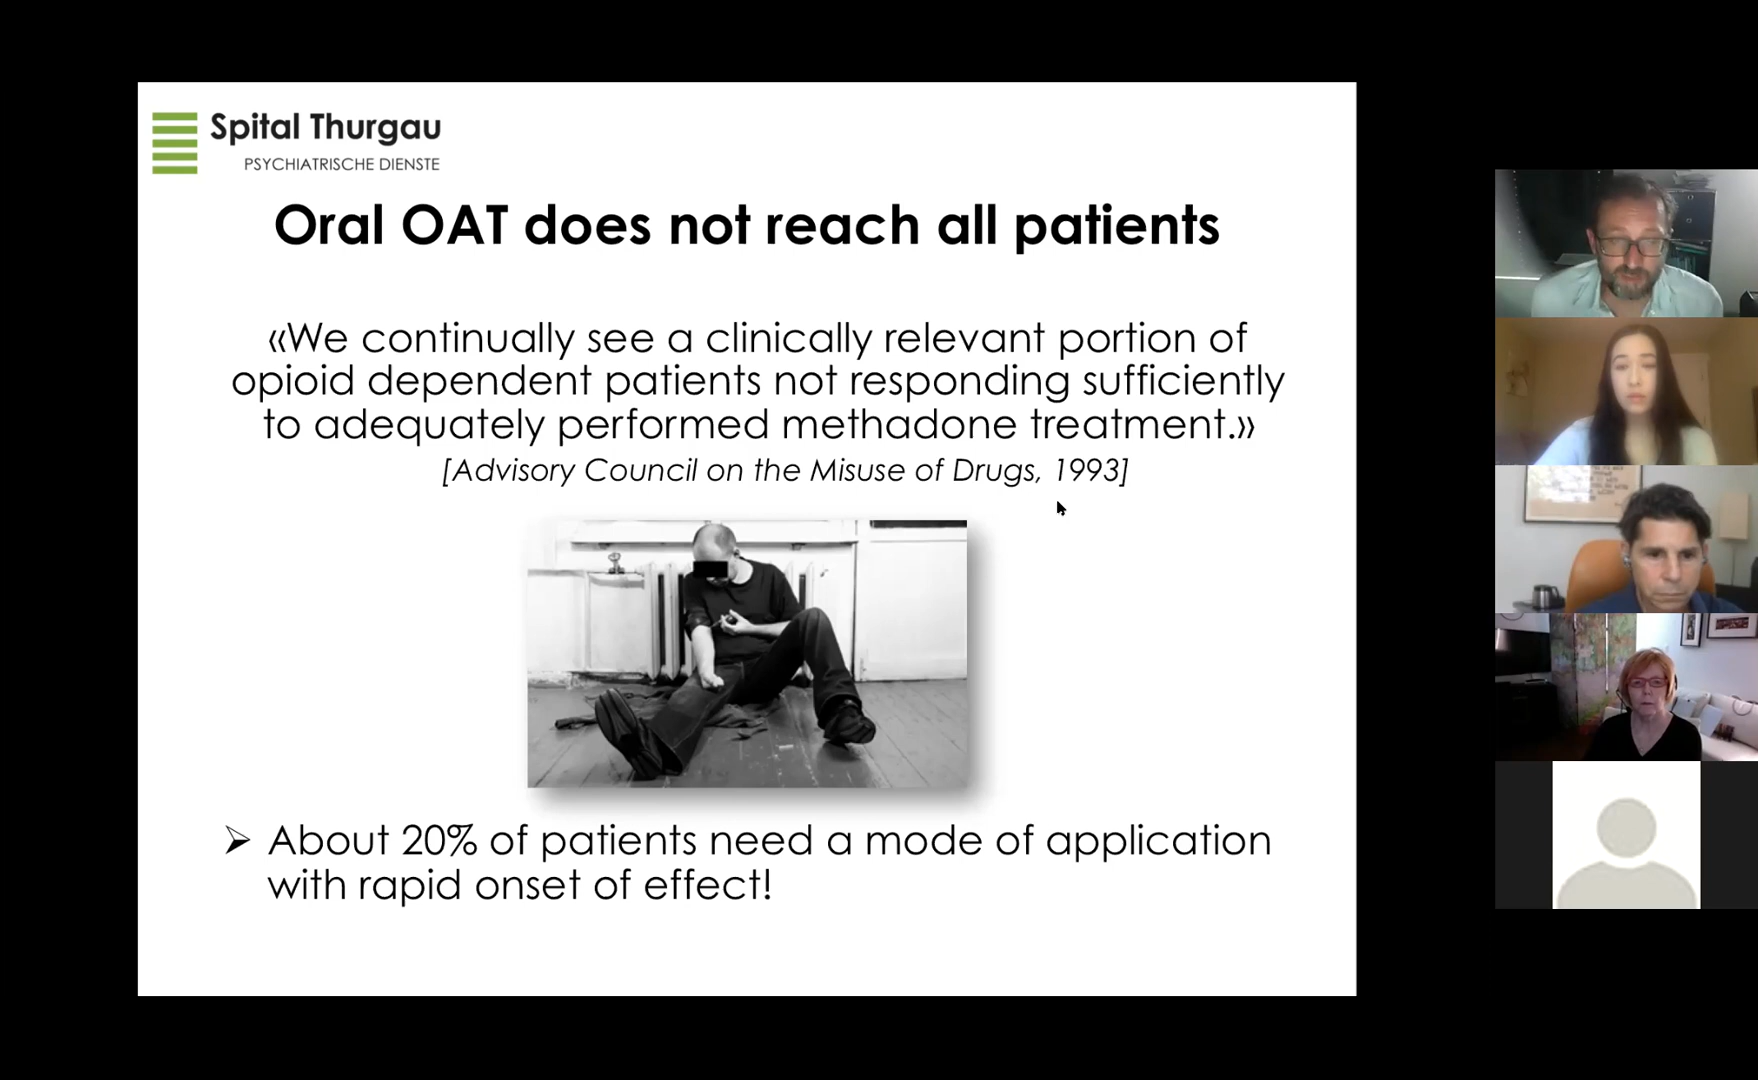 Spital Thurgau
PSYCHIATRISCHE DIENSTE
Oral OAT does not reach all patients
«We continually see a clinically relevant portion of
opioid dependent patients not responding sufficiently
to adequately performed methadone treatment.»
[Advisory Council on the Misuse of Drugs, 1993]
➢ About 20% of patients need a mode of application
with rapid onset of effect!